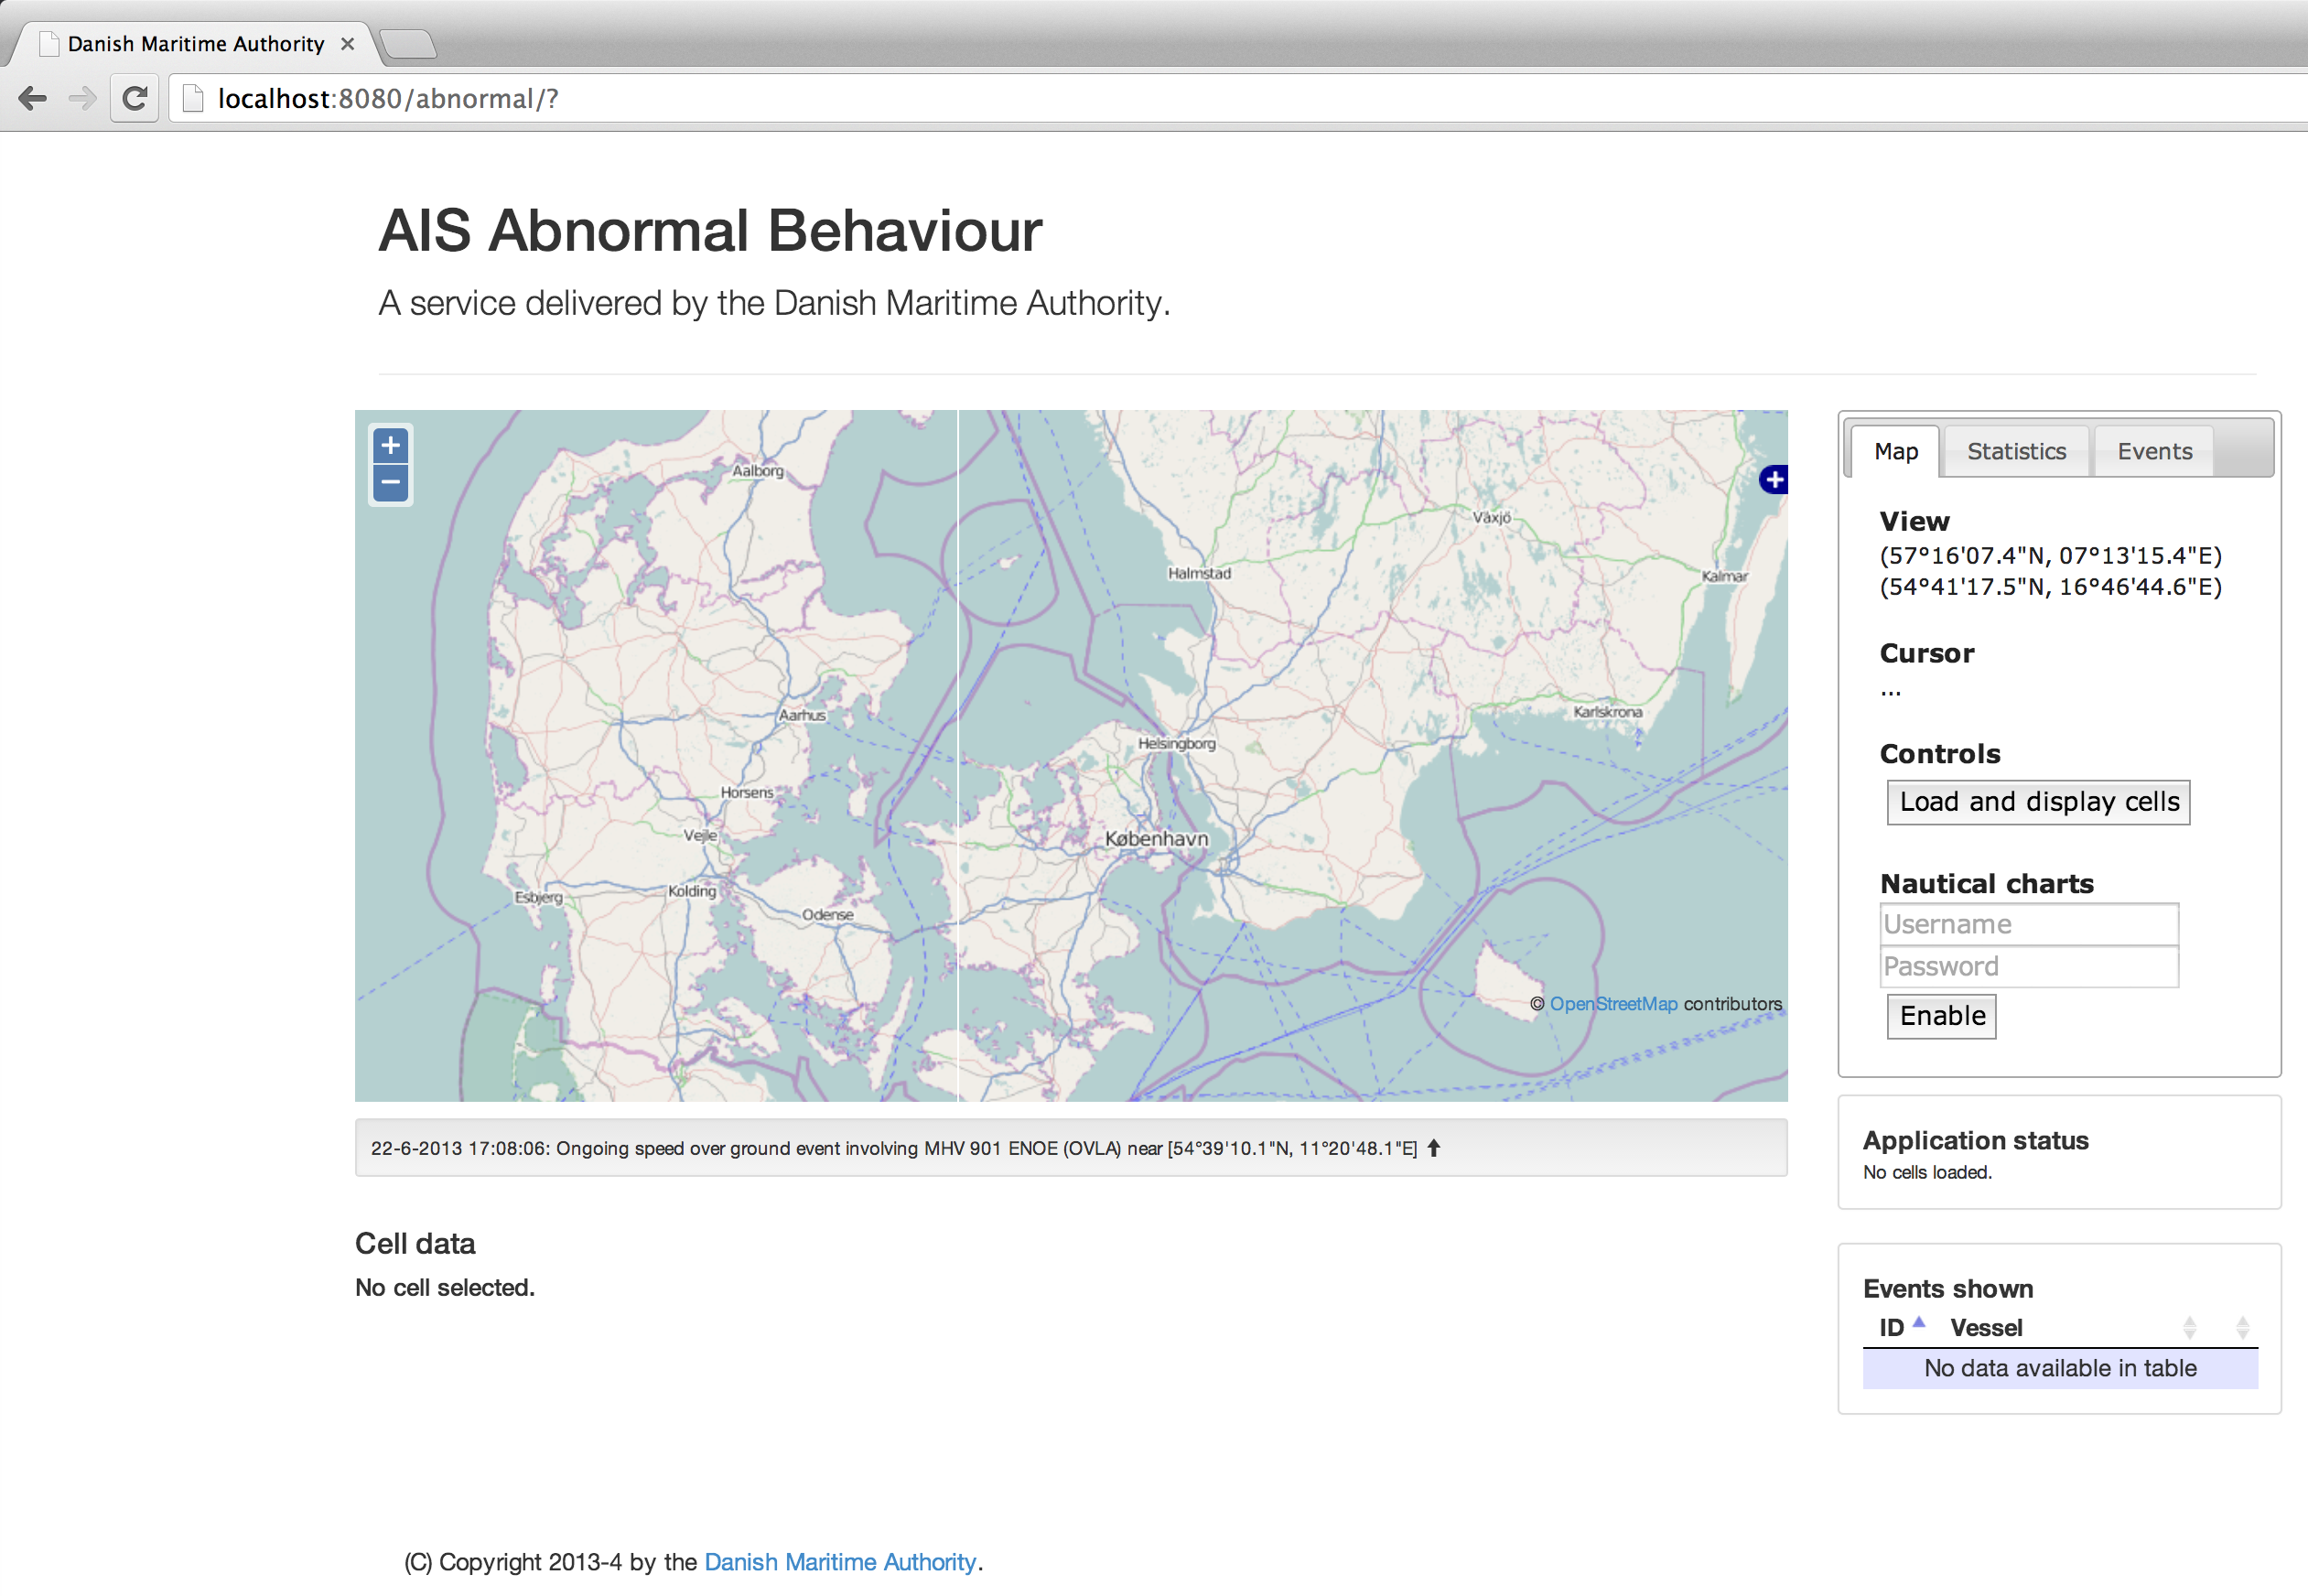 Danish Maritime Authority
localhost:8080/abnormal/?
AIS Abnormal Behaviour
A service delivered by the Danish Maritime Authority.
+
−
Aalborg
Växjö
Halmstad
Kalmar
Aarhus
Karlskrona
Helsingborg
Horsens
Vejle
København
Esbjerg
Kolding
Odense
© OpenStreetMap contributors
22-6-2013 17:08:06: Ongoing speed over ground event involving MHV 901 ENOE (OVLA) near [54°39'10.1"N, 11°20'48.1"E]
Cell data
No cell selected.
Map Statistics Events
View
(57°16'07.4"N, 07°13'15.4"E)
(54°41'17.5"N, 16°46'44.6"E)
Cursor
...
Controls
Load and display cells
Nautical charts
Username
Password
Enable
Application status
No cells loaded.
Events shown
ID Vessel
No data available in table
(C) Copyright 2013-4 by the Danish Maritime Authority.